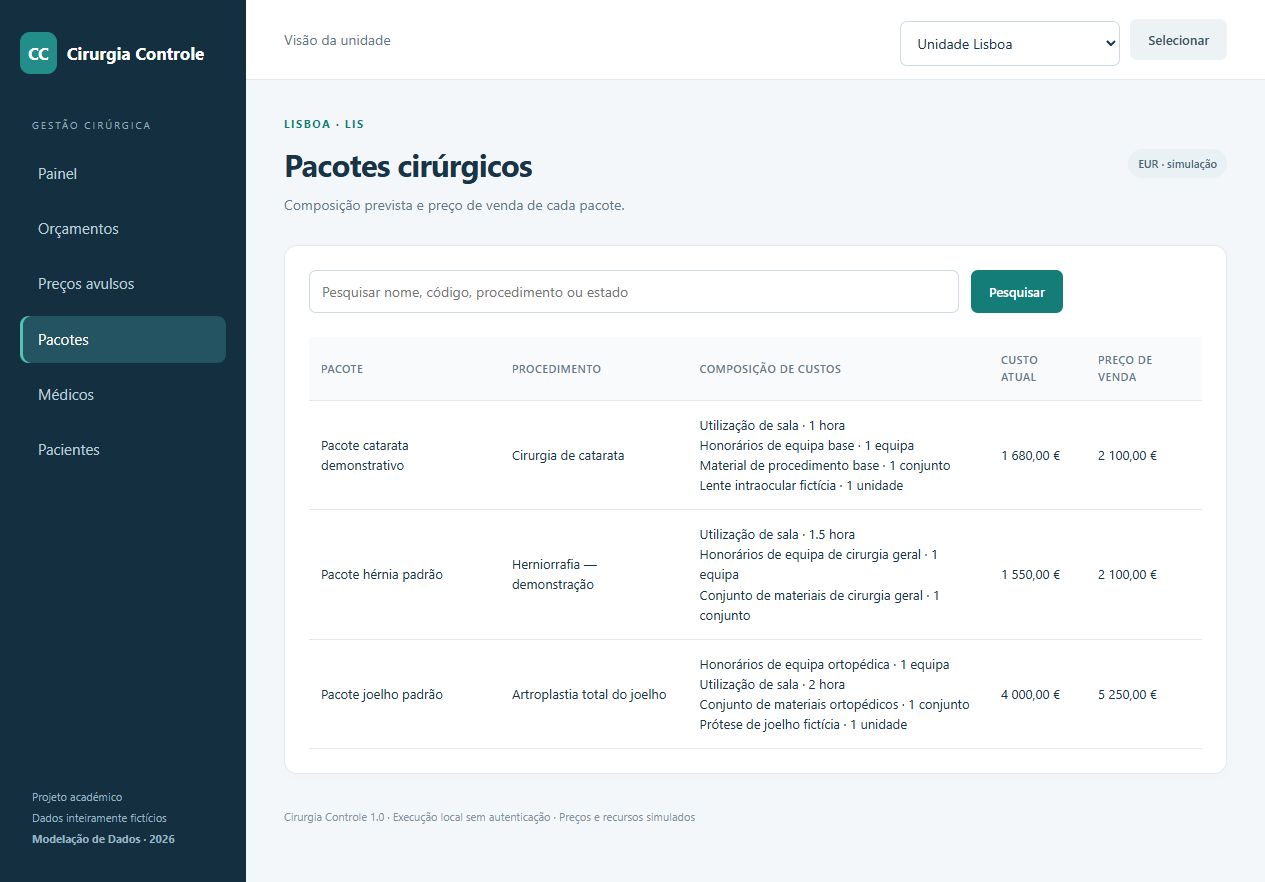 CC Cirurgia Controle
GESTÃO CIRÚRGICA
Painel
Orçamentos
Preços avulsos
Pacotes
Médicos
Pacientes
Projeto académico
Dados inteiramente fictícios
Modelação de Dados · 2026
Visão da unidade
Unidade Lisboa
Selecionar
LISBOA · LIS
Pacotes cirúrgicos
EUR · simulação
Composição prevista e preço de venda de cada pacote.
Pesquisar nome, código, procedimento ou estado
Pesquisar
PACOTE
PROCEDIMENTO
COMPOSIÇÃO DE CUSTOS
CUSTO
ATUAL
PREÇO DE
VENDA
Pacote catarata
demonstrativo
Cirurgia de catarata
Utilização de sala · 1 hora
Honorários de equipa base · 1 equipa
Material de procedimento base · 1 conjunto
Lente intraocular fictícia · 1 unidade
1 680,00 €
2 100,00 €
Pacote hérnia padrão
Herniorrafia —
demonstração
Utilização de sala · 1.5 hora
Honorários de equipa de cirurgia geral · 1
equipa
Conjunto de materiais de cirurgia geral · 1
conjunto
1 550,00 €
2 100,00 €
Pacote joelho padrão
Artroplastia total do joelho
Honorários de equipa ortopédica · 1 equipa
Utilização de sala · 2 hora
Conjunto de materiais ortopédicos · 1 conjunto
Prótese de joelho fictícia · 1 unidade
4 000,00 €
5 250,00 €
Cirurgia Controle 1.0 · Execução local sem autenticação · Preços e recursos simulados